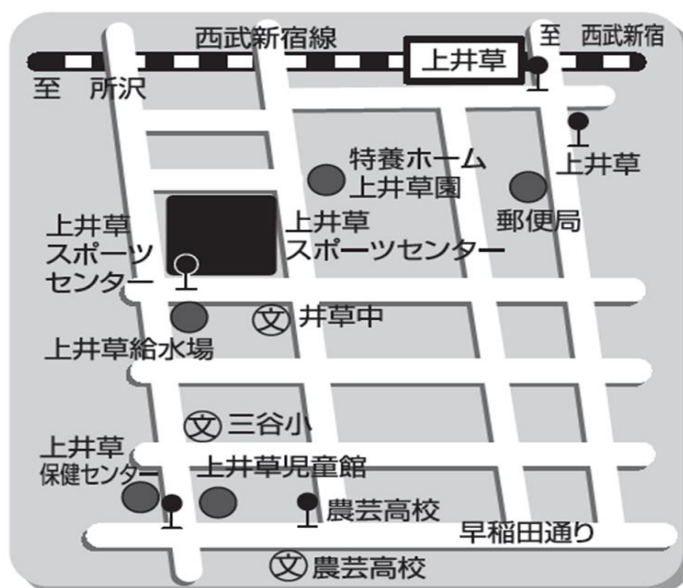 西武新宿線
上井草
至 西武新宿
至 所沢
上井草
特養ホーム
上井草園
郵便局
上井草
スポーツ
センター
上井草
スポーツセンター
文
井草中
上井草給水場
文
三谷小
上井草
保健センター
上井草児童館
農芸高校
早稲田通り
文
農芸高校